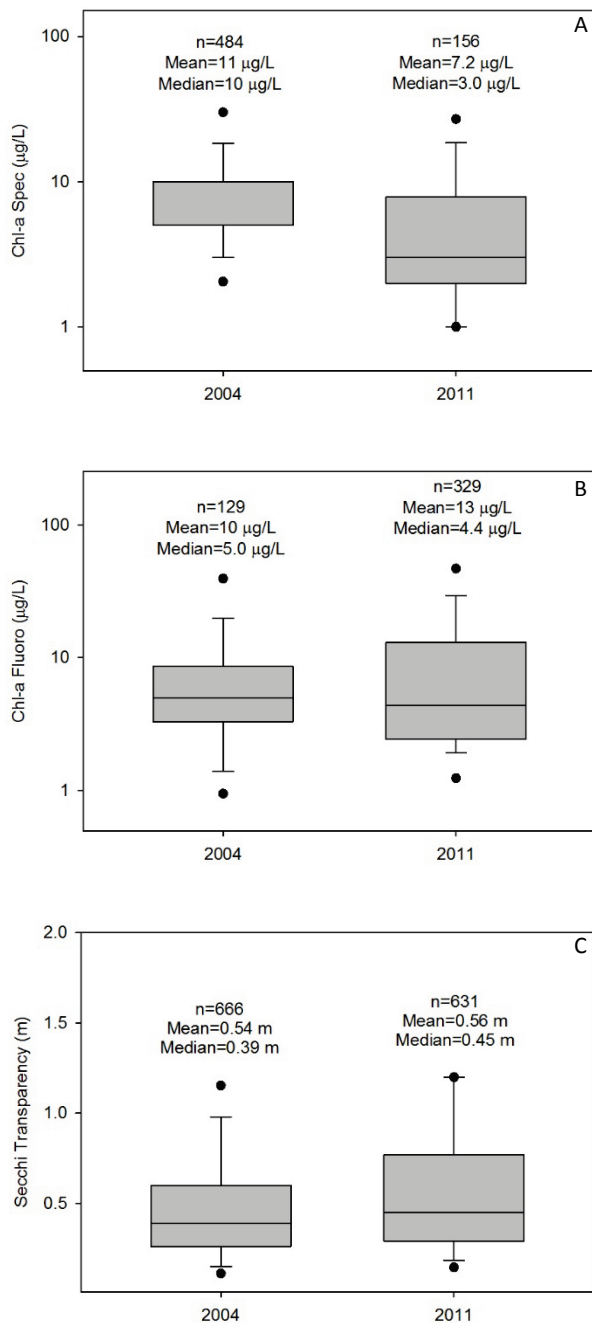 A
n=484
Mean=11 μg/L
Median=10 μg/L
n=156
Mean=7.2 μg/L
Median=3.0 μg/L
Chl-a Spec (μg/L)
100
10
1
2004
2011
B
n=129
Mean=10 μg/L
Median=5.0 μg/L
n=329
Mean=13 μg/L
Median=4.4 μg/L
Chl-a Fluoro (μg/L)
100
10
1
2004
2011
C
n=666
Mean=0.54 m
Median=0.39 m
n=631
Mean=0.56 m
Median=0.45 m
Secchi Transparency (m)
2.0
1.5
1.0
0.5
2004
2011